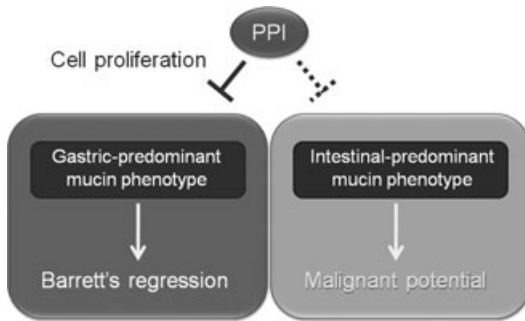 PPI
Cell proliferation
Gastric-predominant
mucin phenotype
Intestinal-predominant
mucin phenotype
Barrett's regression
Malignant potential